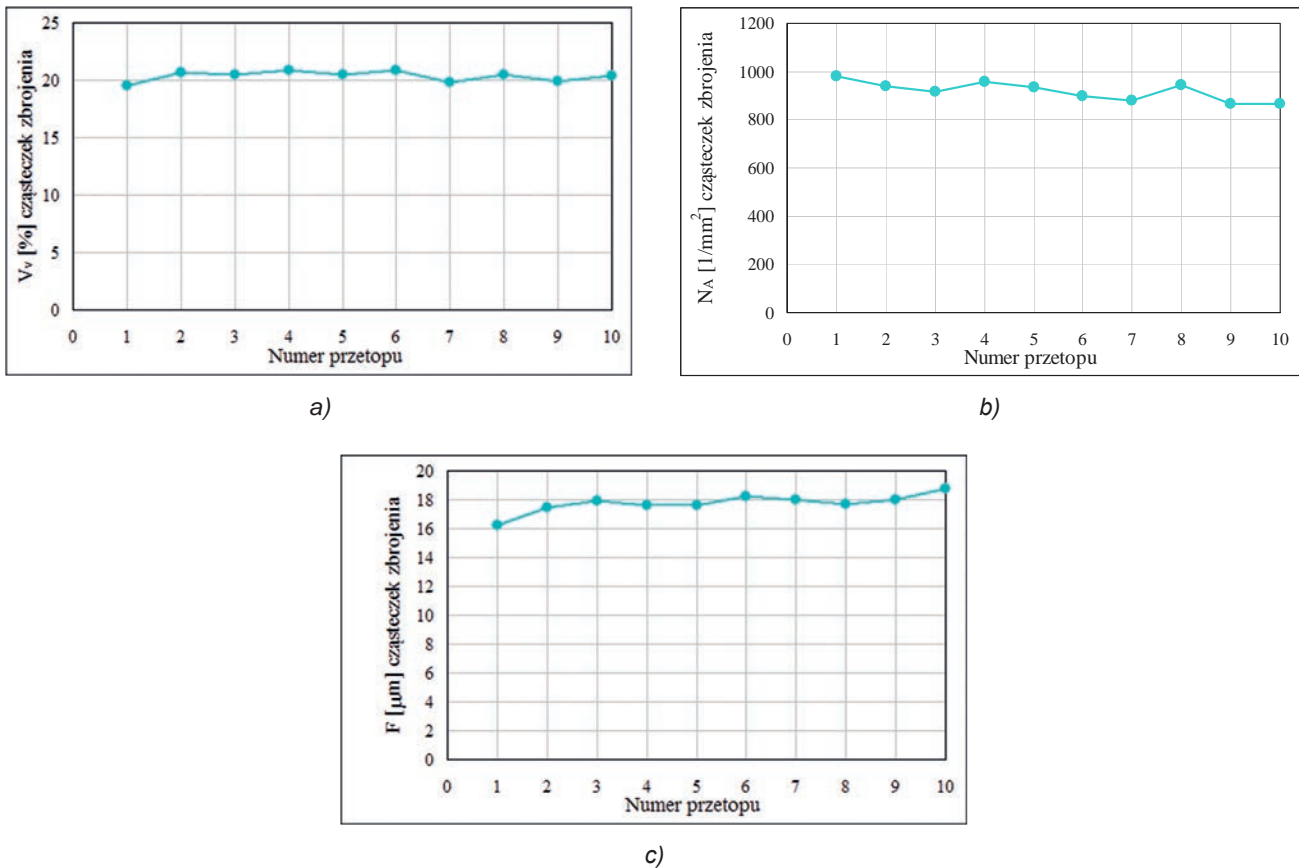 25
20
15
10
5
0
Vv [%] cząsteczek zbrojenia
0 1 2 3 4 5 6 7 8 9 10
Numer przetopu
a)
1200
1000
800
600
400
200
0
NA [1/mm²] cząsteczek zbrojenia
0 1 2 3 4 5 6 7 8 9 10
Numer przetopu
b)
20
18
16
14
12
10
8
6
4
2
0
F [μm] cząsteczek zbrojenia
0 1 2 3 4 5 6 7 8 9 10
Numer przetopu
c)